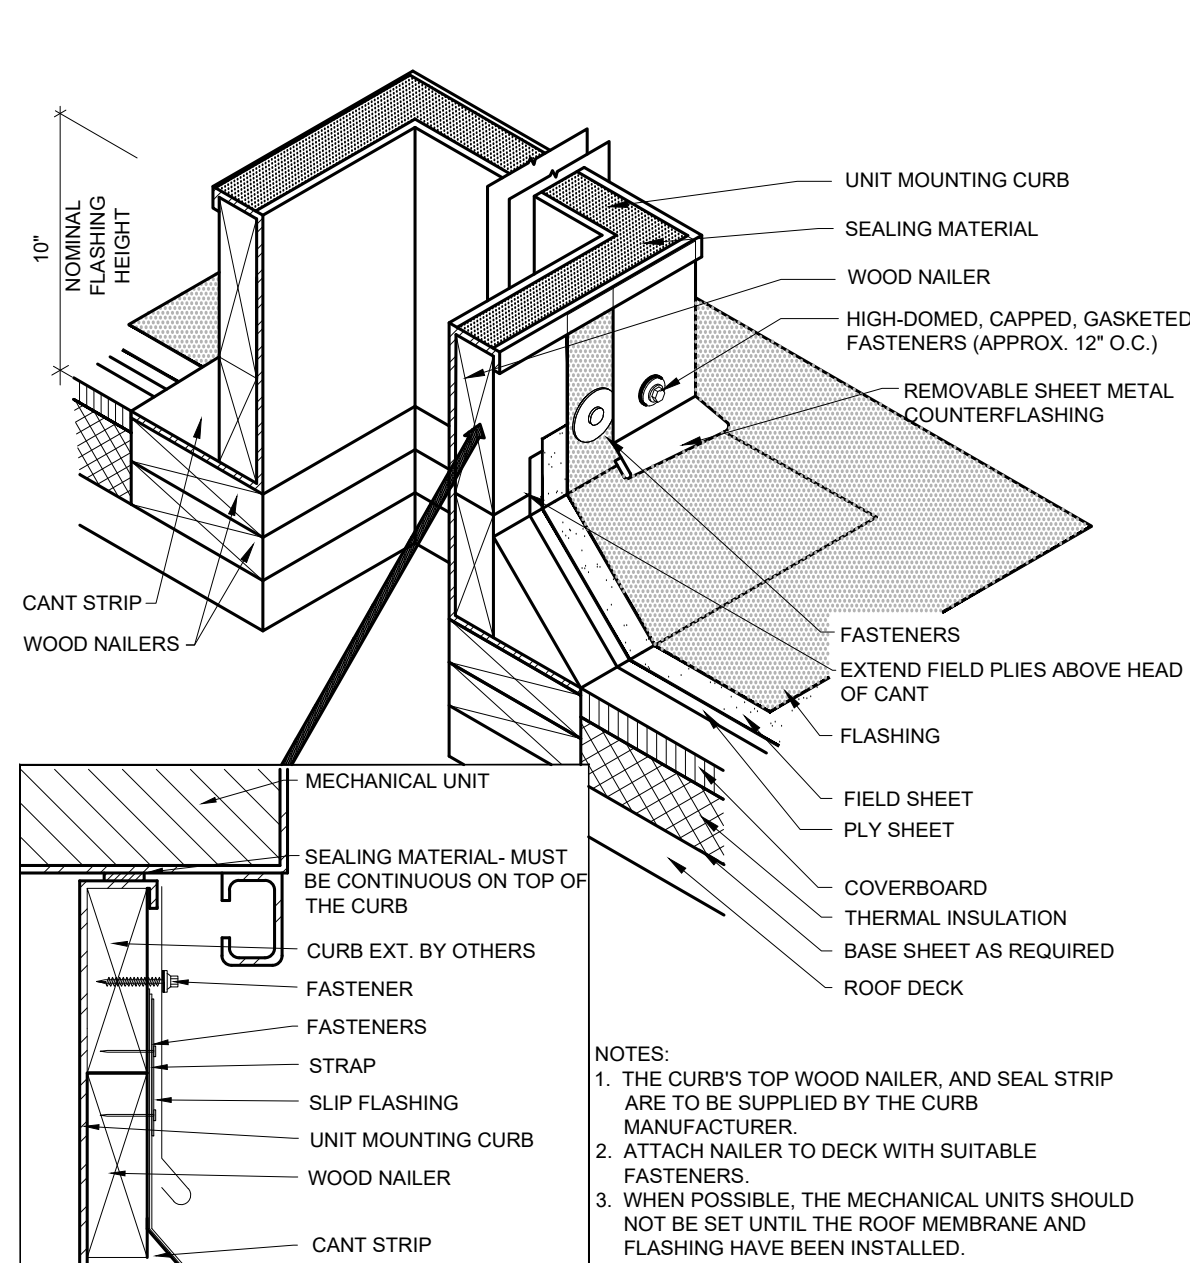 10"
NOMINAL
FLASHING
HEIGHT
UNIT MOUNTING CURB
SEALING MATERIAL
WOOD NAILER
HIGH-DOMED, CAPPED, GASKETED
FASTENERS (APPROX. 12" O.C.)
REMOVABLE SHEET METAL
COUNTERFLASHING
CANT STRIP
WOOD NAILERS
FASTENERS
EXTEND FIELD PLIES ABOVE HEAD
OF CANT
FLASHING
FIELD SHEET
PLY SHEET
COVERBOARD
THERMAL INSULATION
BASE SHEET AS REQUIRED
ROOF DECK
MECHANICAL UNIT
SEALING MATERIAL- MUST
BE CONTINUOUS ON TOP OF
THE CURB
CURB EXT. BY OTHERS
FASTENER
FASTENERS
STRAP
SLIP FLASHING
UNIT MOUNTING CURB
WOOD NAILER
CANT STRIP
NOTES:
1. THE CURB'S TOP WOOD NAILER, AND SEAL STRIP
ARE TO BE SUPPLIED BY THE CURB
MANUFACTURER.
2. ATTACH NAILER TO DECK WITH SUITABLE
FASTENERS.
3. WHEN POSSIBLE, THE MECHANICAL UNITS SHOULD
NOT BE SET UNTIL THE ROOF MEMBRANE AND
FLASHING HAVE BEEN INSTALLED.